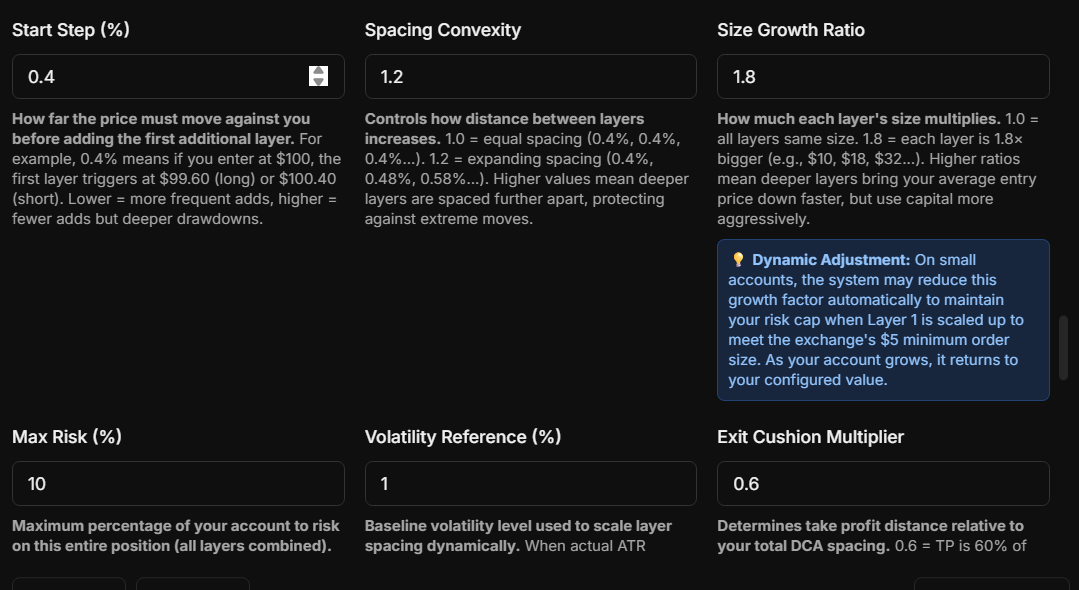 Start Step (%)
0.4
How far the price must move against you
before adding the first additional layer. For
example, 0.4% means if you enter at $100, the
first layer triggers at $99.60 (long) or $100.40
(short). Lower = more frequent adds, higher =
fewer adds but deeper drawdowns.
Spacing Convexity
1.2
Controls how distance between layers
increases. 1.0 = equal spacing (0.4%, 0.4%,
0.4%...). 1.2 = expanding spacing (0.4%,
0.48%, 0.58%...). Higher values mean deeper
layers are spaced further apart, protecting
against extreme moves.
Size Growth Ratio
1.8
How much each layer's size multiplies. 1.0 =
all layers same size. 1.8 = each layer is 1.8×
bigger (e.g., $10, $18, $32...). Higher ratios
mean deeper layers bring your average entry
price down faster, but use capital more
aggressively.
💡 Dynamic Adjustment: On small
accounts, the system may reduce this
growth factor automatically to maintain
your risk cap when Layer 1 is scaled up to
meet the exchange's $5 minimum order
size. As your account grows, it returns to
your configured value.
Max Risk (%)
10
Maximum percentage of your account to risk
on this entire position (all layers combined).
Volatility Reference (%)
1
Baseline volatility level used to scale layer
spacing dynamically. When actual ATR
Exit Cushion Multiplier
0.6
Determines take profit distance relative to
your total DCA spacing. 0.6 = TP is 60% of